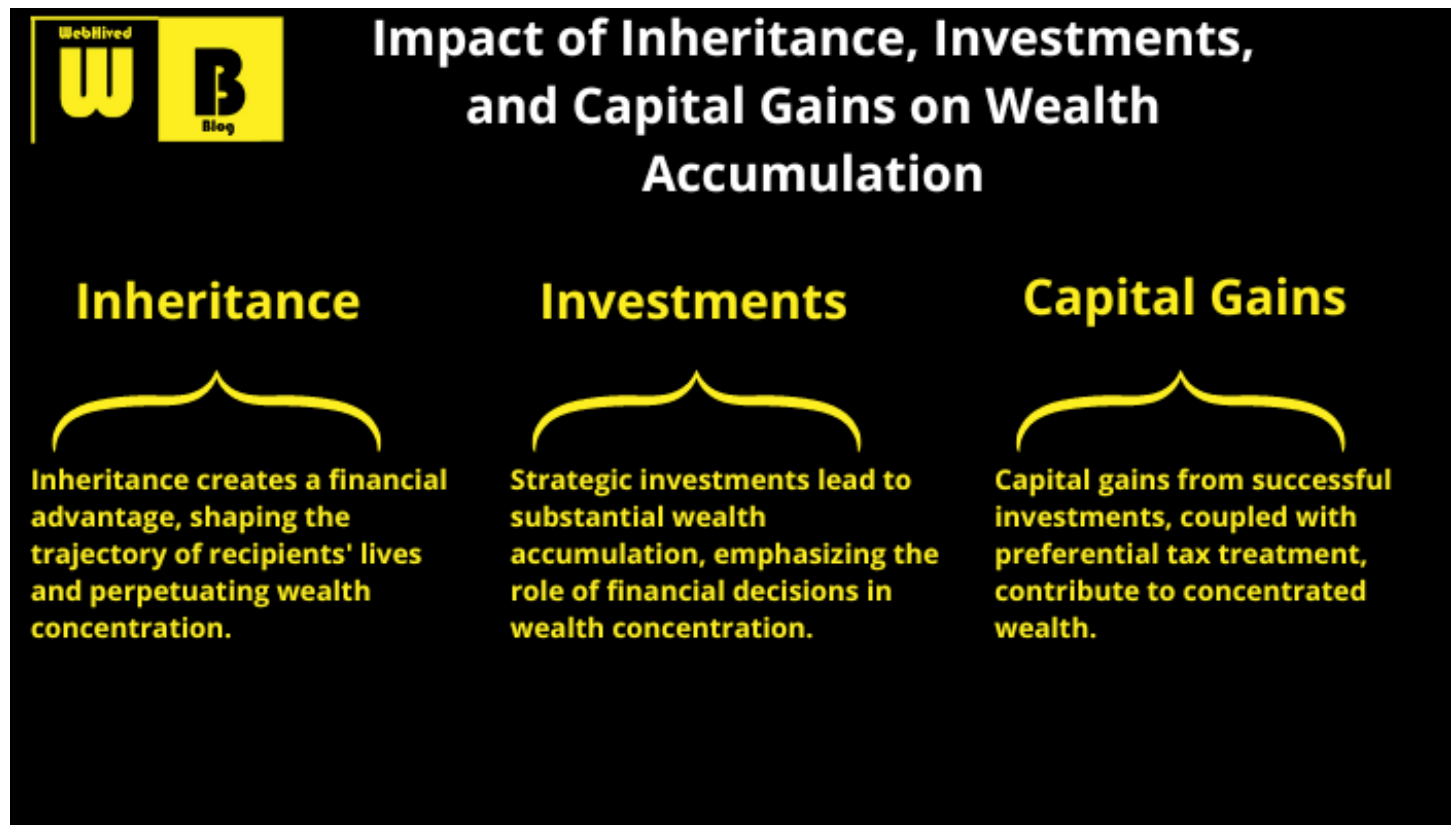 WebHived
W B
Blog
Impact of Inheritance, Investments,
and Capital Gains on Wealth
Accumulation
Inheritance
Inheritance creates a financial
advantage, shaping the
trajectory of recipients' lives
and perpetuating wealth
concentration.
Investments
Strategic investments lead to
substantial wealth
accumulation, emphasizing the
role of financial decisions in
wealth concentration.
Capital Gains
Capital gains from successful
investments, coupled with
preferential tax treatment,
contribute to concentrated
wealth.